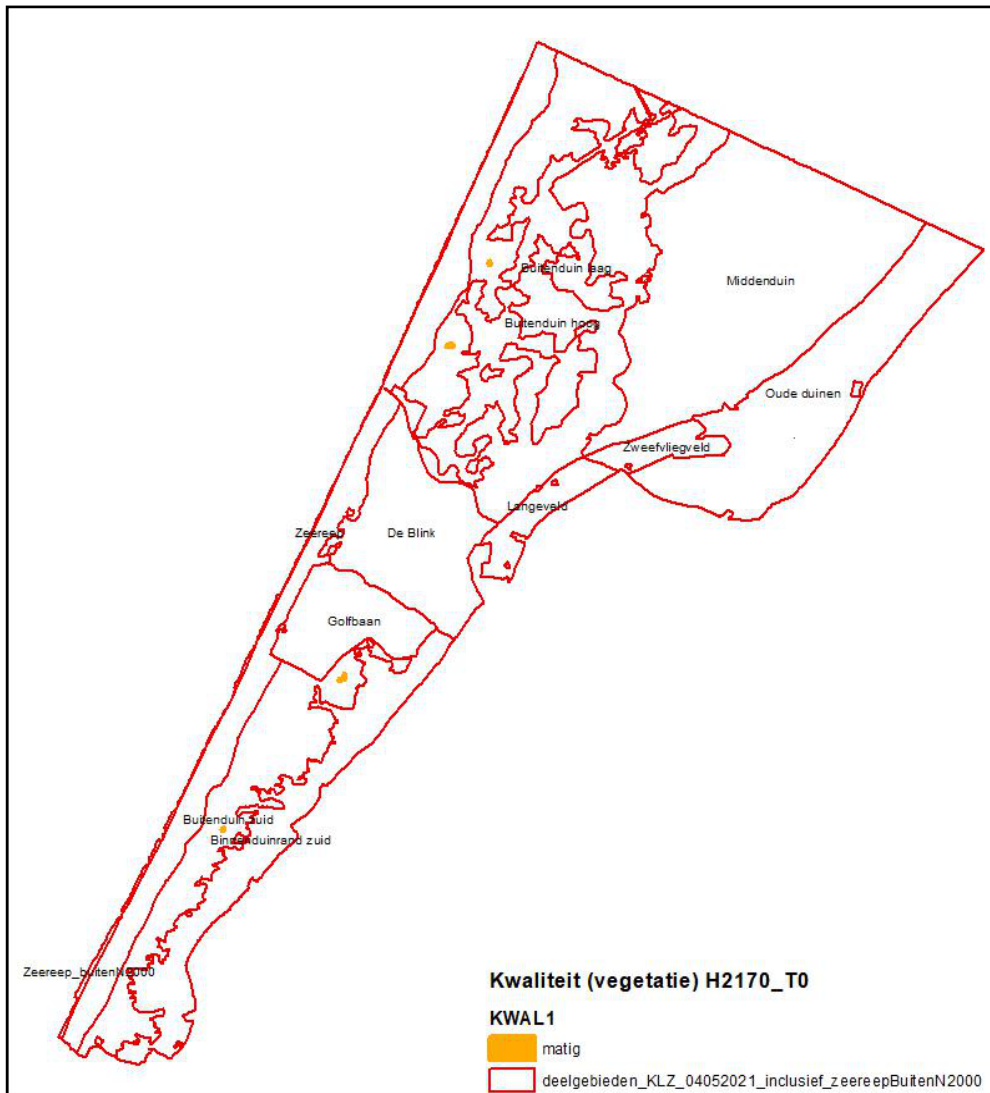 Buitenduin laag
Middenduin
Buitenduin hoog
Oude duinen
Zweefvliegveld
Langeveld
Zeereep
De Blink
Golfbaan
Buitenduin zuid
Binnenduinrand zuid
Zeereep_buitenN2000
Kwaliteit (vegetatie) H2170_T0
KWAL1
matig
deelgebieden_KLZ_04052021_inclusief_zeereepBuitenN2000